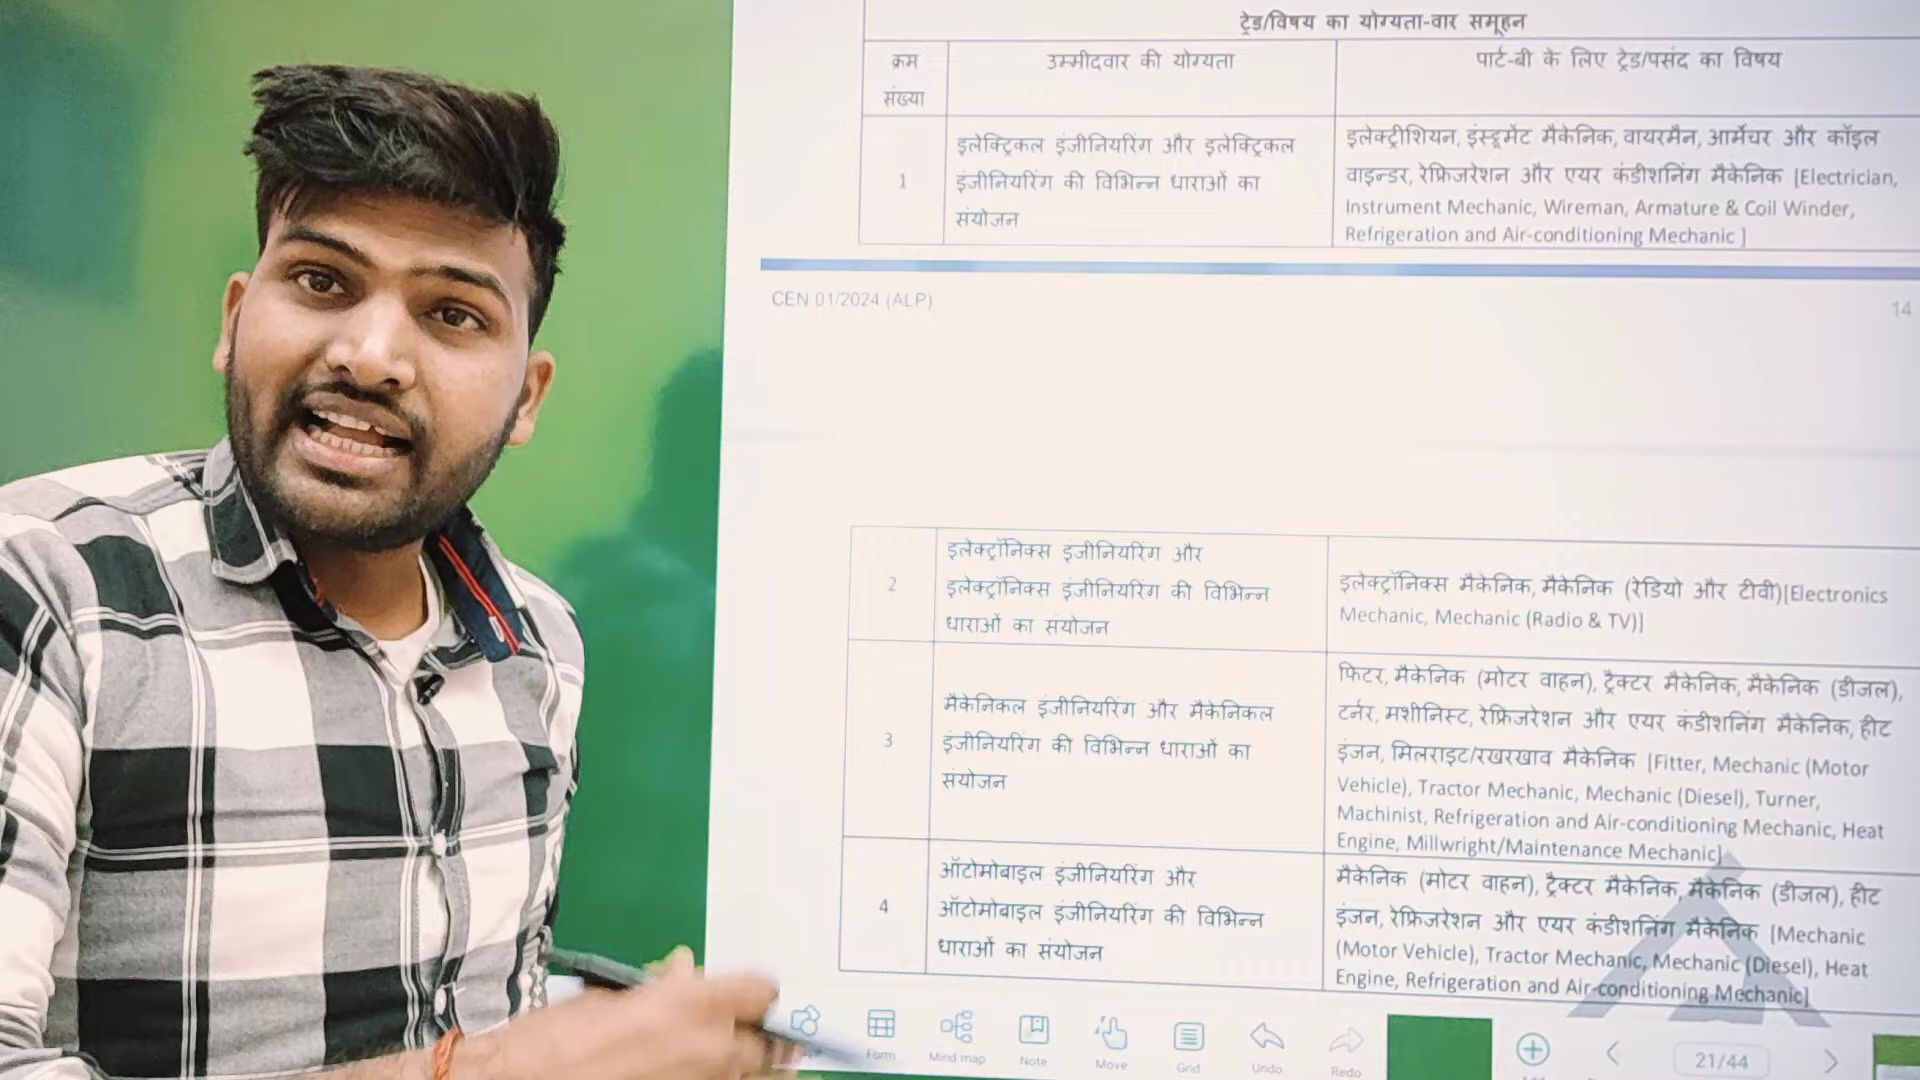 ट्रेड/विषय का योग्यता-वार समूहन
क्रम
संख्या
उम्मीदवार की योग्यता
पार्ट-बी के लिए ट्रेड/पसंद का विषय
1
इलेक्ट्रिकल इंजीनियरिंग और इलेक्ट्रिकल
इंजीनियरिंग की विभिन्न धाराओं का
संयोजन
इलेक्ट्रीशियन, इंस्ट्रूमेंट मैकेनिक, वायरमैन, आर्मेचर और कॉइल
वाइन्डर, रेफ्रिजरेशन और एयर कंडीशनिंग मैकेनिक [Electrician,
Instrument Mechanic, Wireman, Armature & Coil Winder,
Refrigeration and Air-conditioning Mechanic ]
CEN 01/2024 (ALP)
14
2
इलेक्ट्रॉनिक्स इंजीनियरिंग और
इलेक्ट्रॉनिक्स इंजीनियरिंग की विभिन्न
धाराओं का संयोजन
इलेक्ट्रॉनिक्स मैकेनिक, मैकेनिक (रेडियो और टीवी)[Electronics
Mechanic, Mechanic (Radio & TV)]
3
मैकेनिकल इंजीनियरिंग और मैकेनिकल
इंजीनियरिंग की विभिन्न धाराओं का
संयोजन
फिटर, मैकेनिक (मोटर वाहन), ट्रैक्टर मैकेनिक, मैकेनिक (डीजल),
टर्नर, मशीनिस्ट, रेफ्रिजरेशन और एयर कंडीशनिंग मैकेनिक, हीट
इंजन, मिलराइट/रखरखाव मैकेनिक [Fitter, Mechanic (Motor
Vehicle), Tractor Mechanic, Mechanic (Diesel), Turner,
Machinist, Refrigeration and Air-conditioning Mechanic, Heat
Engine, Millwright/Maintenance Mechanic]
4
ऑटोमोबाइल इंजीनियरिंग और
ऑटोमोबाइल इंजीनियरिंग की विभिन्न
धाराओं का संयोजन
मैकेनिक (मोटर वाहन), ट्रैक्टर मैकेनिक, मैकेनिक (डीजल), हीट
इंजन, रेफ्रिजरेशन और एयर कंडीशनिंग मैकेनिक [Mechanic
(Motor Vehicle), Tractor Mechanic, Mechanic (Diesel), Heat
Engine, Refrigeration and Air-conditioning Mechanic]
Form
Mind map
Note
Move
Grid
Undo
Redo
21/44